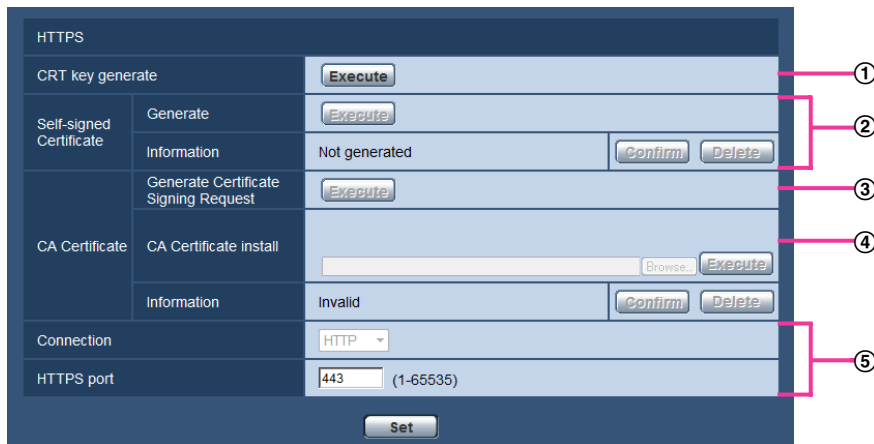 HTTPS
CRT key generate Execute ①
Self-signed Certificate Generate Execute ②
Information Not generated Confirm Delete
CA Certificate Generate Certificate Signing Request Execute ③
CA Certificate install Browse... Execute ④
Information Invalid Confirm Delete
Connection HTTP ⑤
HTTPS port 443 (1-65535)
Set